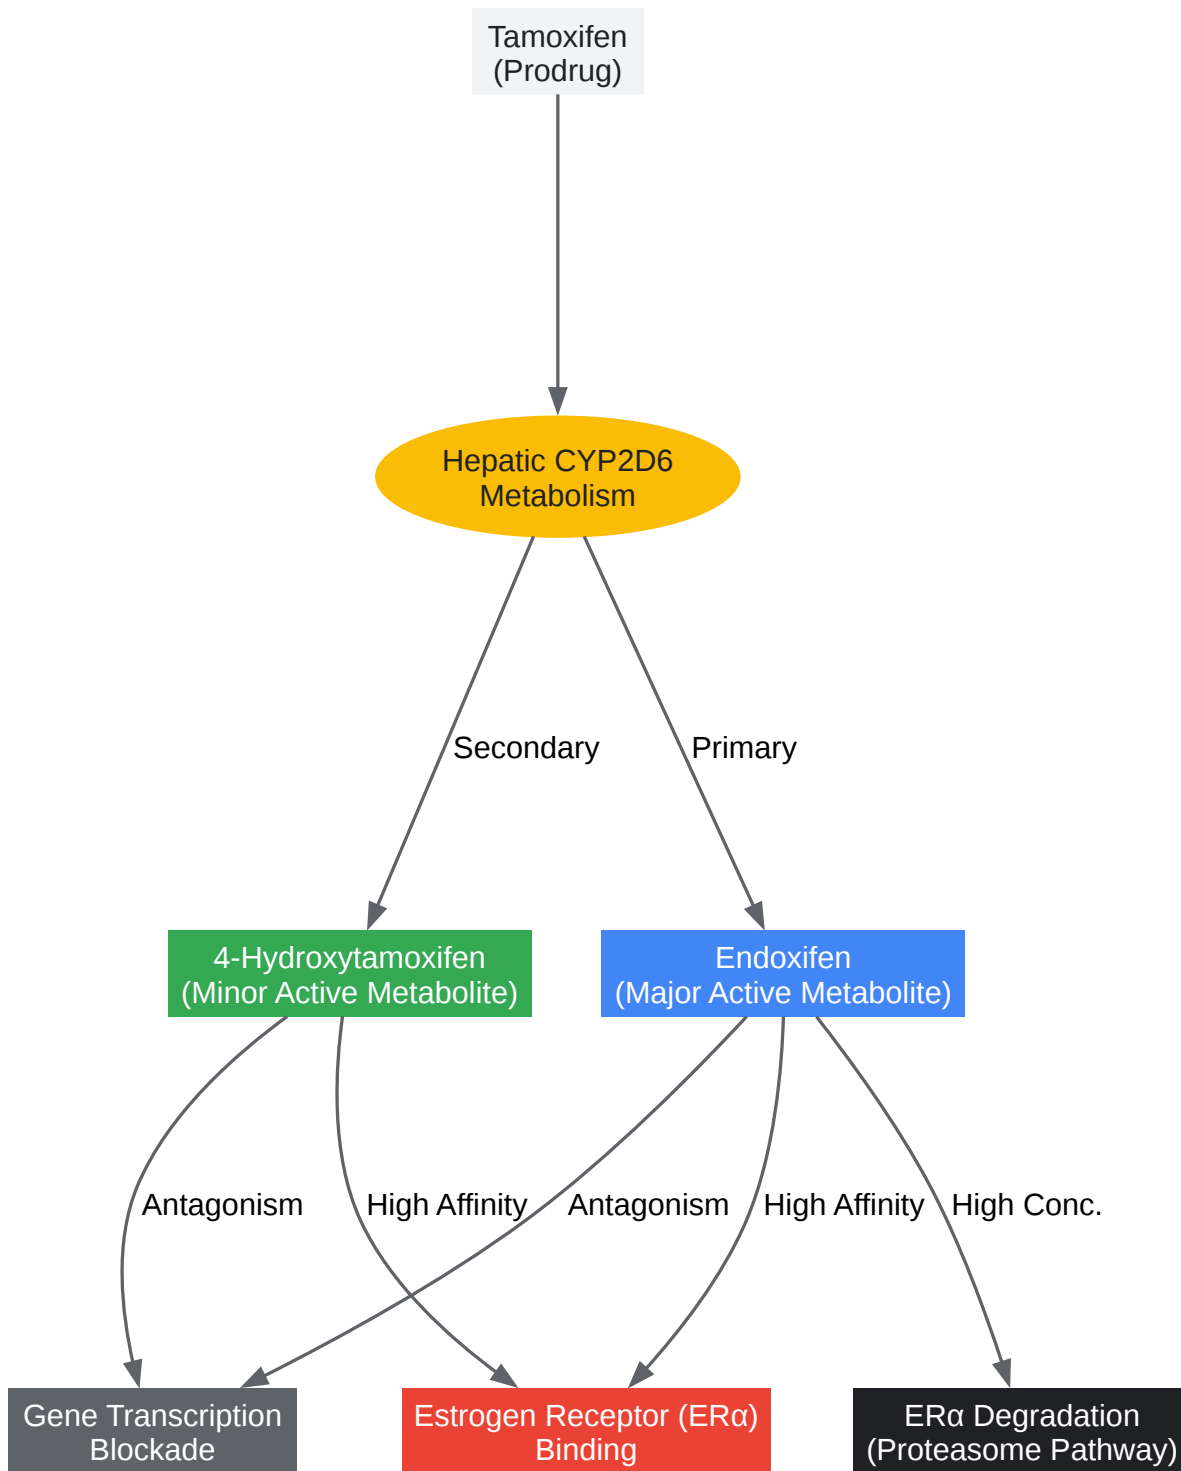 Tamoxifen
(Prodrug)
Hepatic CYP2D6
Metabolism
Secondary
Primary
4-Hydroxytamoxifen
(Minor Active Metabolite)
Endoxifen
(Major Active Metabolite)
Antagonism
High Affinity
Antagonism
High Affinity
High Conc.
Gene Transcription
Blockade
Estrogen Receptor (ERα)
Binding
ERα Degradation
(Proteasome Pathway)